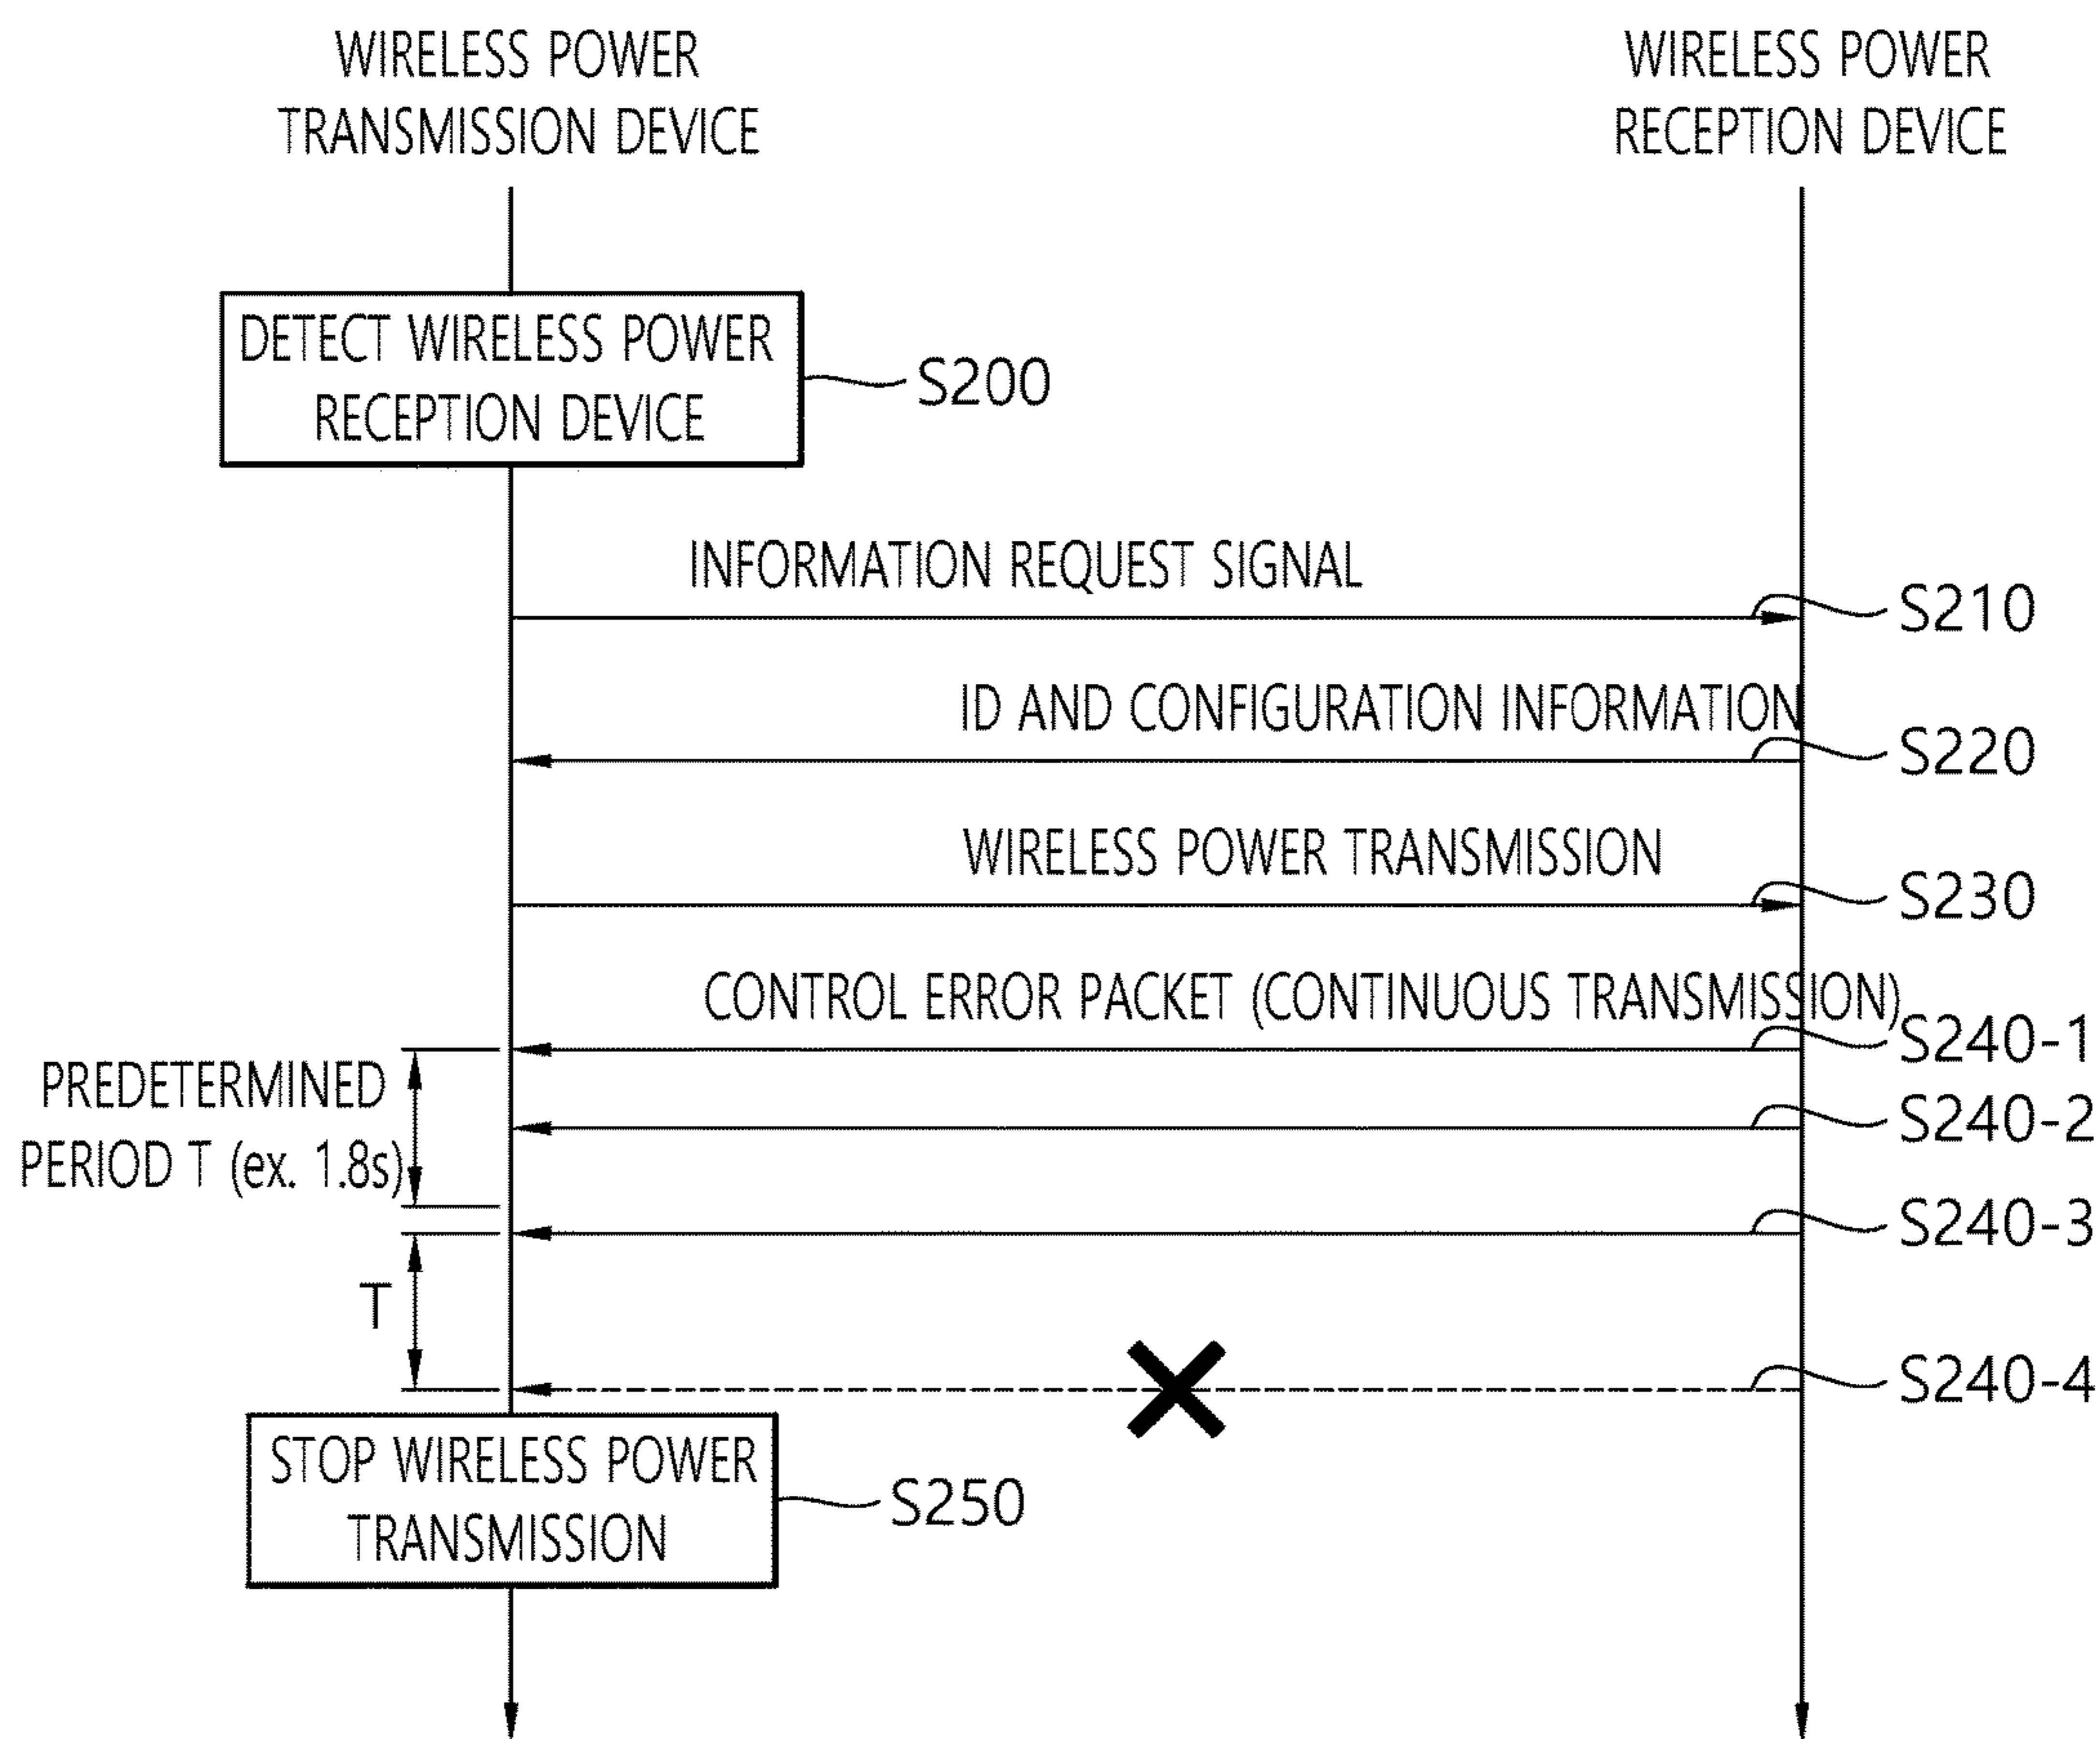 WIRELESS POWER
TRANSMISSION DEVICE
WIRELESS POWER
RECEPTION DEVICE
DETECT WIRELESS POWER
RECEPTION DEVICE
S200
INFORMATION REQUEST SIGNAL
S210
ID AND CONFIGURATION INFORMATION
S220
WIRELESS POWER TRANSMISSION
S230
CONTROL ERROR PACKET (CONTINUOUS TRANSMISSION)
S240-1
PREDETERMINED
PERIOD T (ex. 1.8s)
S240-2
S240-3
T
S240-4
STOP WIRELESS POWER
TRANSMISSION
S250